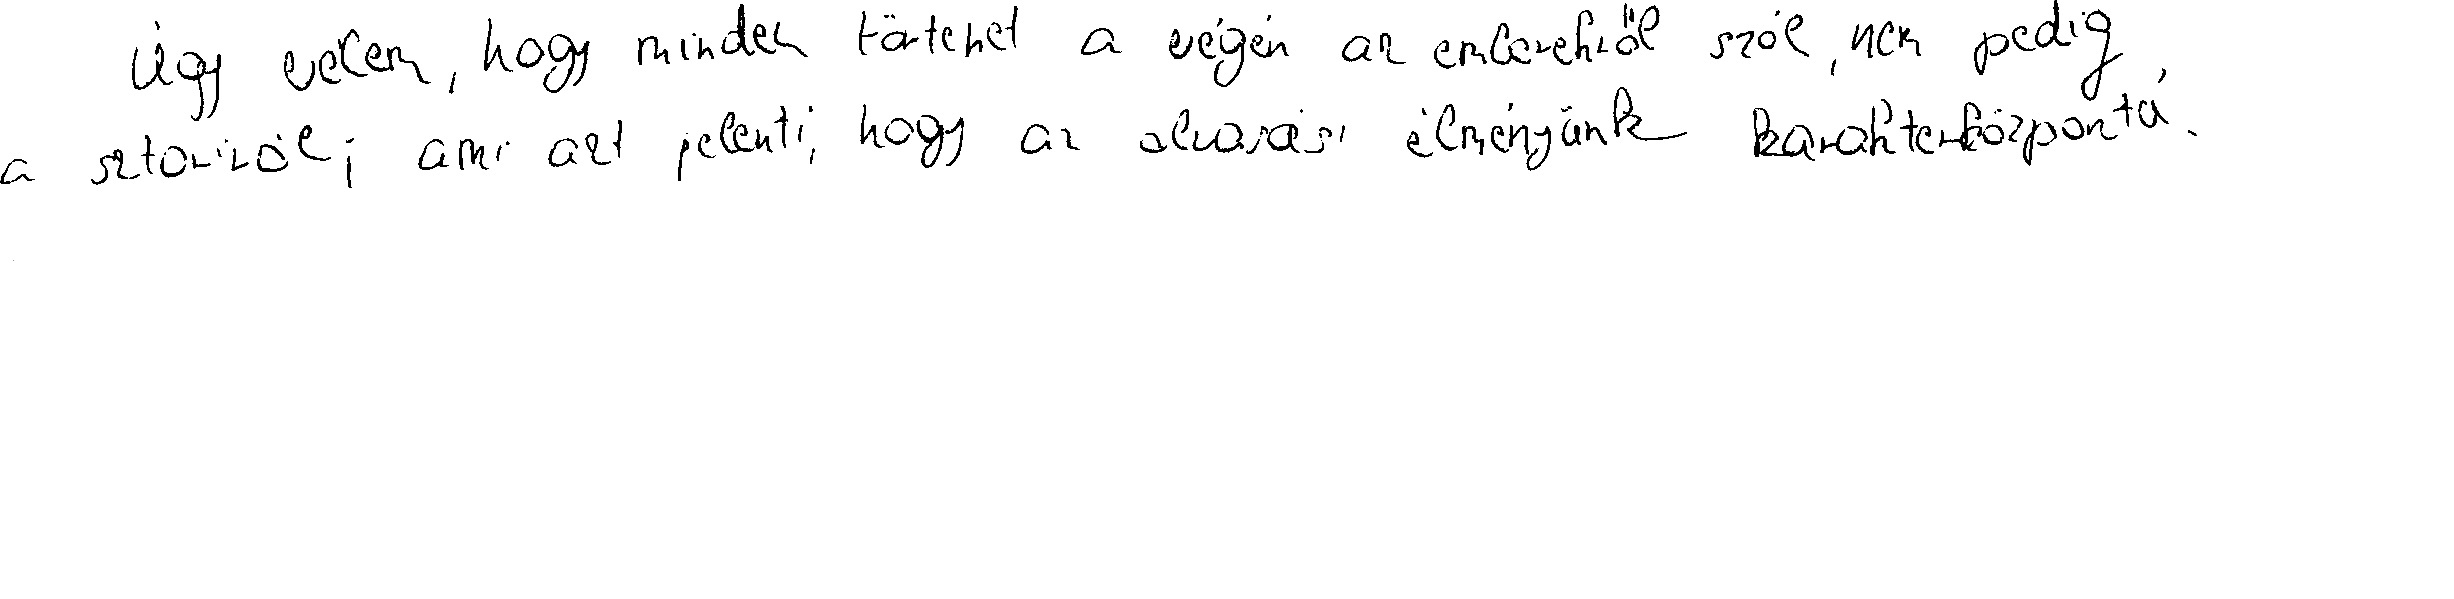 Úgy vélem, hogy minden történet a végén az emberekről szól, nem pedig
a sztoriról; ami azt jelenti, hogy az olvasási élményünk karakterközpontú.